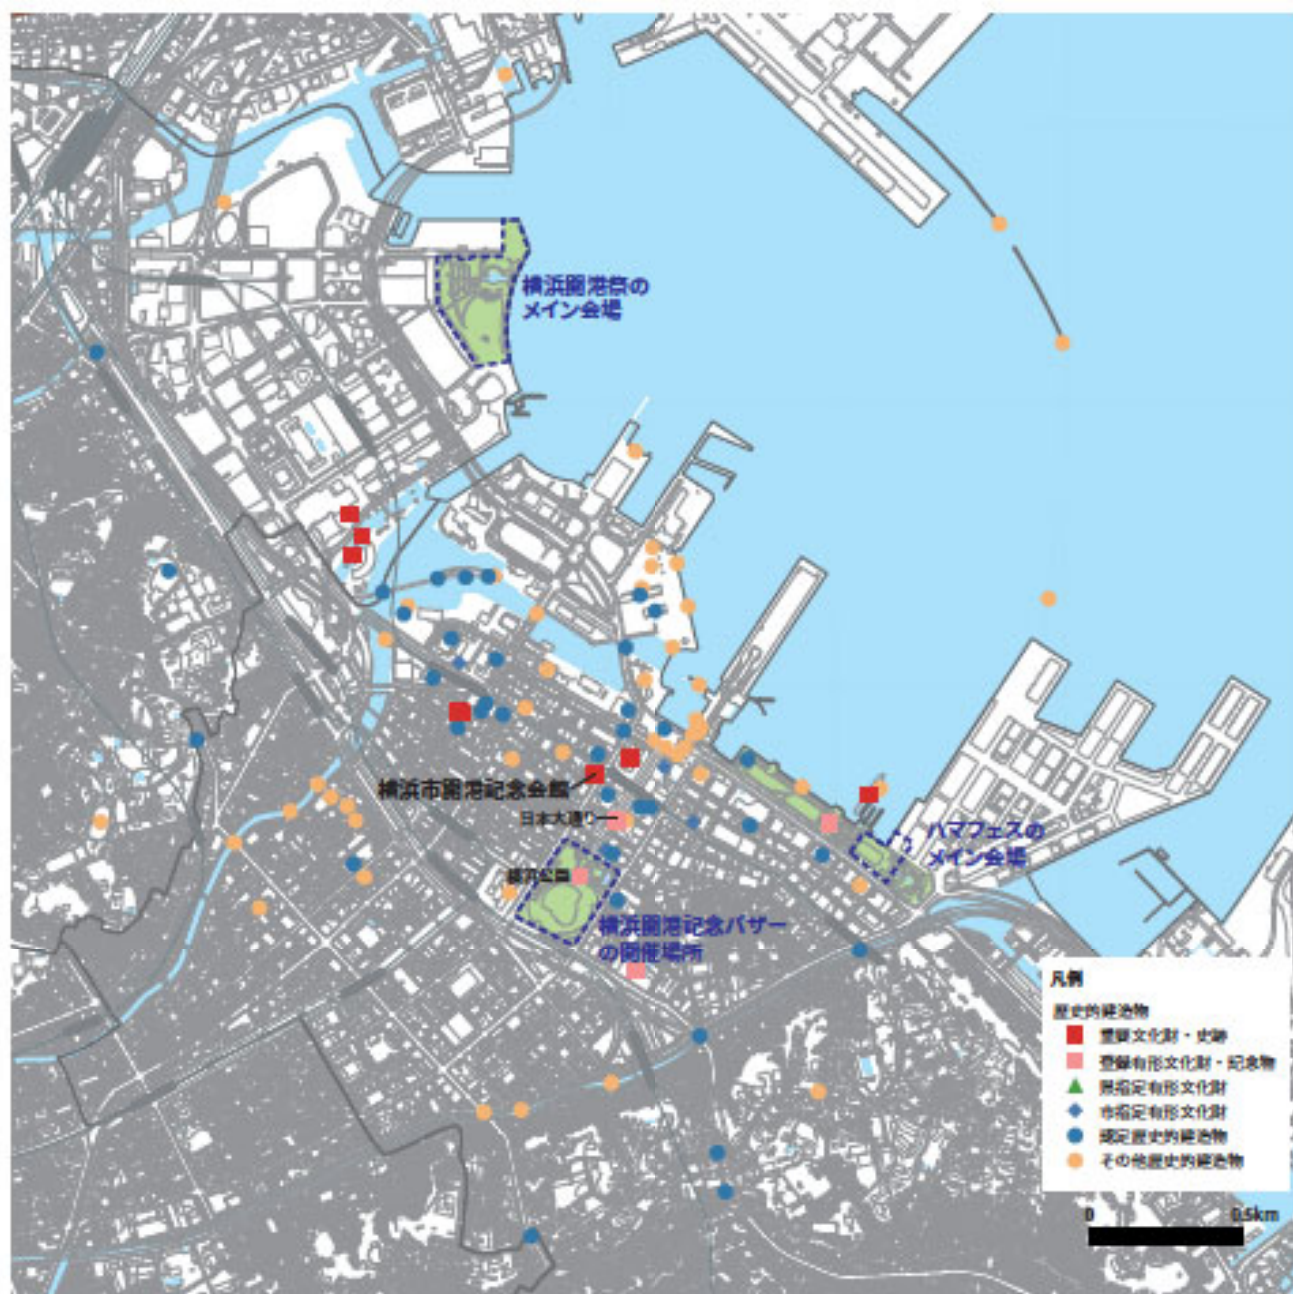 横浜開港祭の
メイン会場
横浜市開港記念会館
日本大通り
横浜公園
ハマフェスの
メイン会場
横浜開港記念バザー
の開催場所
凡例
歴史的建造物
重要文化財・史跡
登録有形文化財・記念物
県指定有形文化財
市指定有形文化財
認定歴史的建造物
その他歴史的建造物
0 0.5km